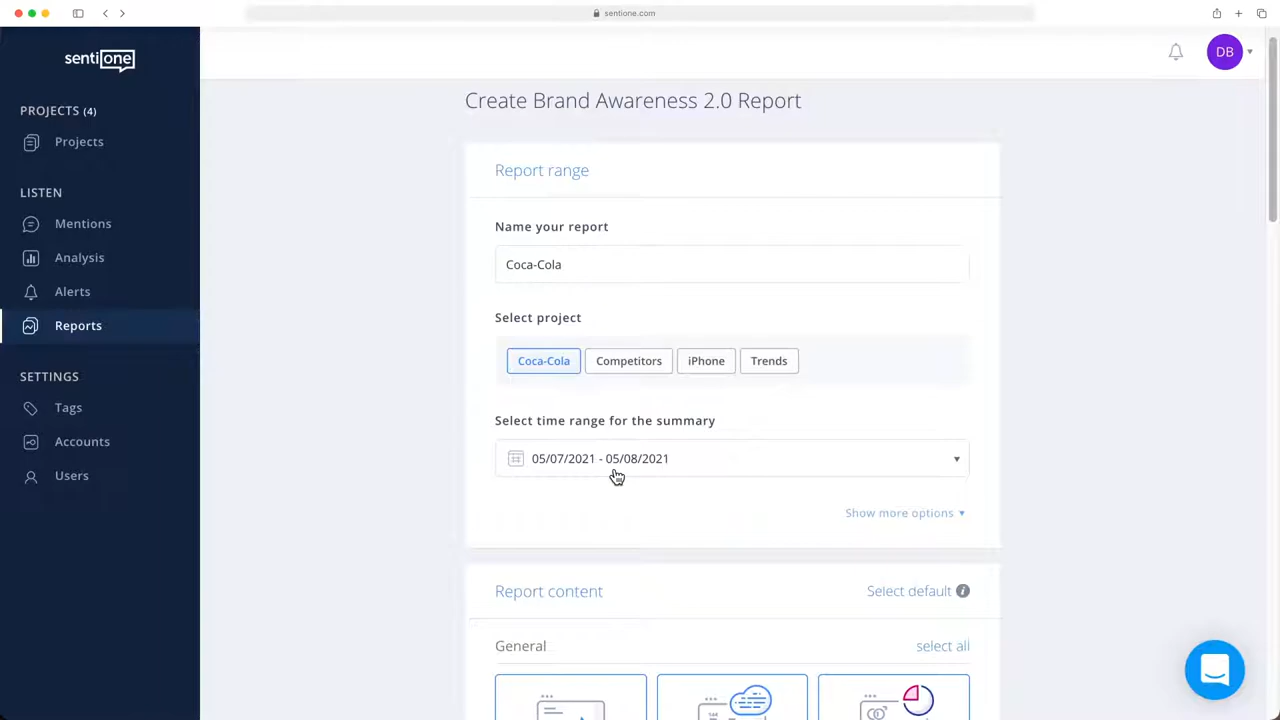 sentione.com
sentione
DB
PROJECTS (4)
Projects
LISTEN
Mentions
Analysis
Alerts
Reports
SETTINGS
Tags
Accounts
Users
Create Brand Awareness 2.0 Report
Report range
Name your report
Coca-Cola
Select project
Coca-Cola Competitors iPhone Trends
Select time range for the summary
05/07/2021 - 05/08/2021
Show more options
Report content Select default
General select all